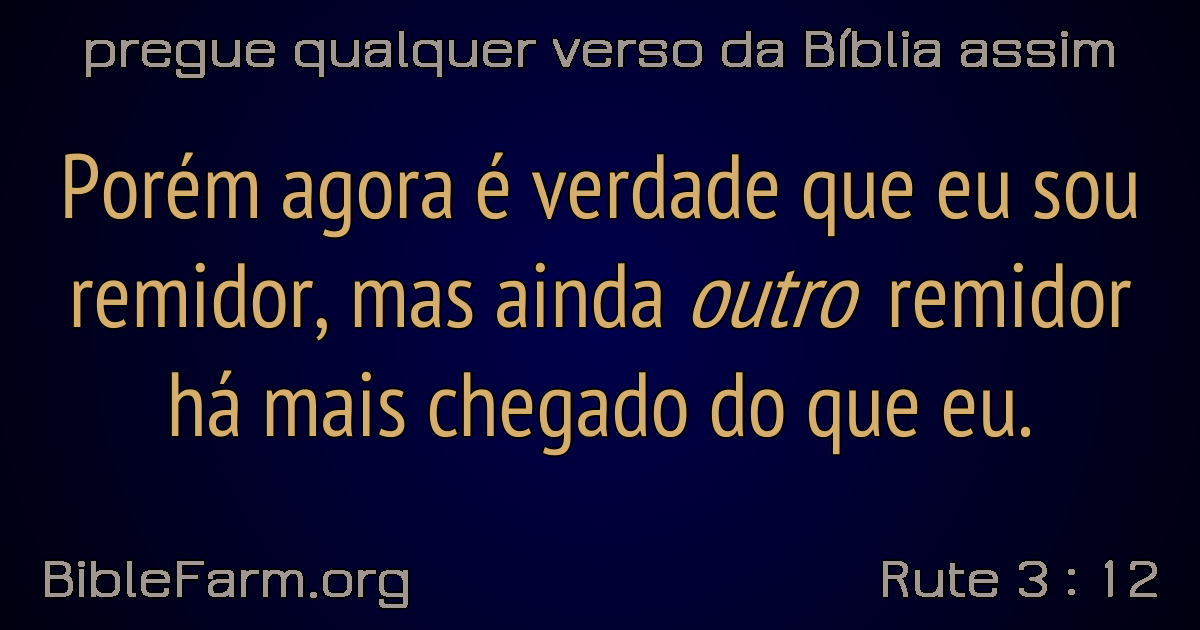 pregue qualquer verso da Bíblia assim
Porém agora é verdade que eu sou
remidor, mas ainda outro remidor
há mais chegado do que eu.
BibleFarm.org
Rute 3 : 12